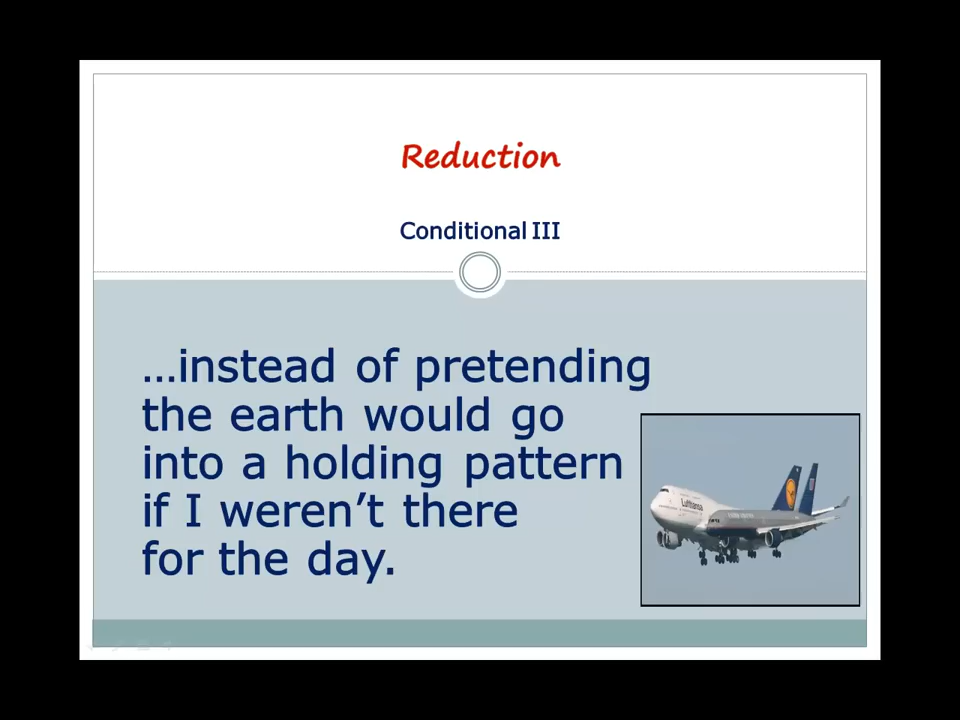 Reduction
Conditional III
...instead of pretending
the earth would go
into a holding pattern
if I weren't there
for the day.
Lufthansa